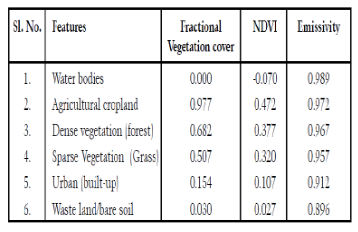 Sl. No. Features Fractional Vegetation cover NDVI Emissivity
1. Water bodies 0.000 -0.070 0.989
2. Agricultural cropland 0.977 0.472 0.972
3. Dense vegetation (forest) 0.682 0.377 0.967
4. Sparse Vegetation (Grass) 0.507 0.320 0.957
5. Urban (built-up) 0.154 0.107 0.912
6. Waste land/bare soil 0.030 0.027 0.896